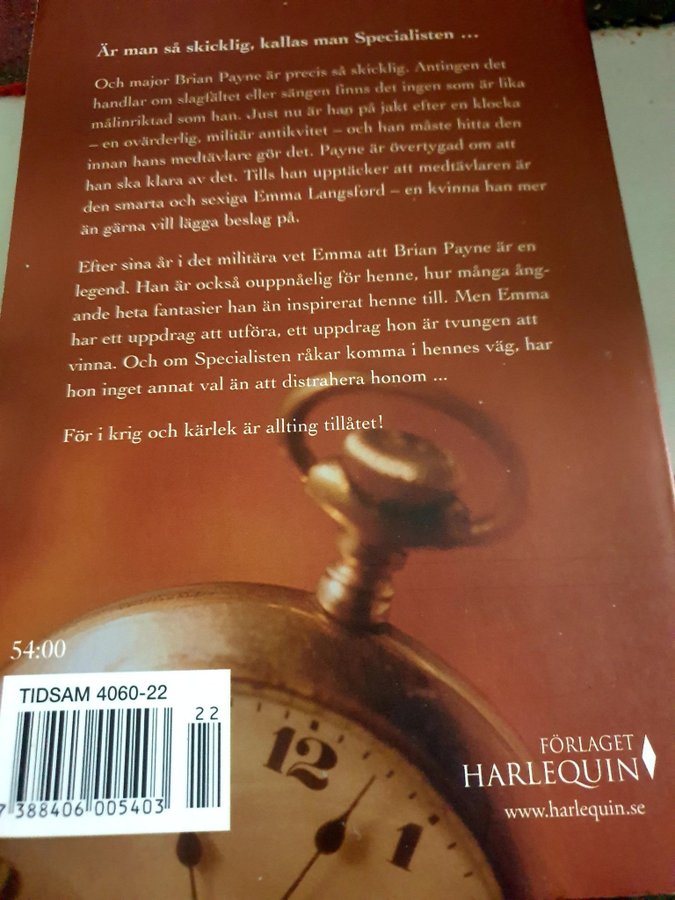 Är man så skicklig, kallas man Specialisten ...
Och major Brian Payne är precis så skicklig. Antingen det
handlar om slagfältet eller sängen finns det ingen som är lika
målinriktad som han. Just nu är han på jakt efter en klocka
– en ovärderlig, militär antikvitet – och han måste hitta den
innan hans medtävlare gör det. Payne är övertygad om att
han ska klara av det. Tills han upptäcker att medtävlaren är
den smarta och sexiga Emma Langsford – en kvinna han mer
än gärna vill lägga beslag på.
Efter sina år i det militära vet Emma att Brian Payne är en
legend. Han är också ouppnåelig för henne, hur många ång-
ande heta fantasier han än inspirerat henne till. Men Emma
har ett uppdrag att utföra, ett uppdrag hon är tvungen att
vinna. Och om Specialisten råkar komma i hennes väg, har
hon inget annat val än att distrahera honom ...
För i krig och kärlek är allting tillåtet!
54:00
TIDSAM 4060-22
22
7 388406 005403
12
1
FÖRLAGET
HARLEQUIN
www.harlequin.se